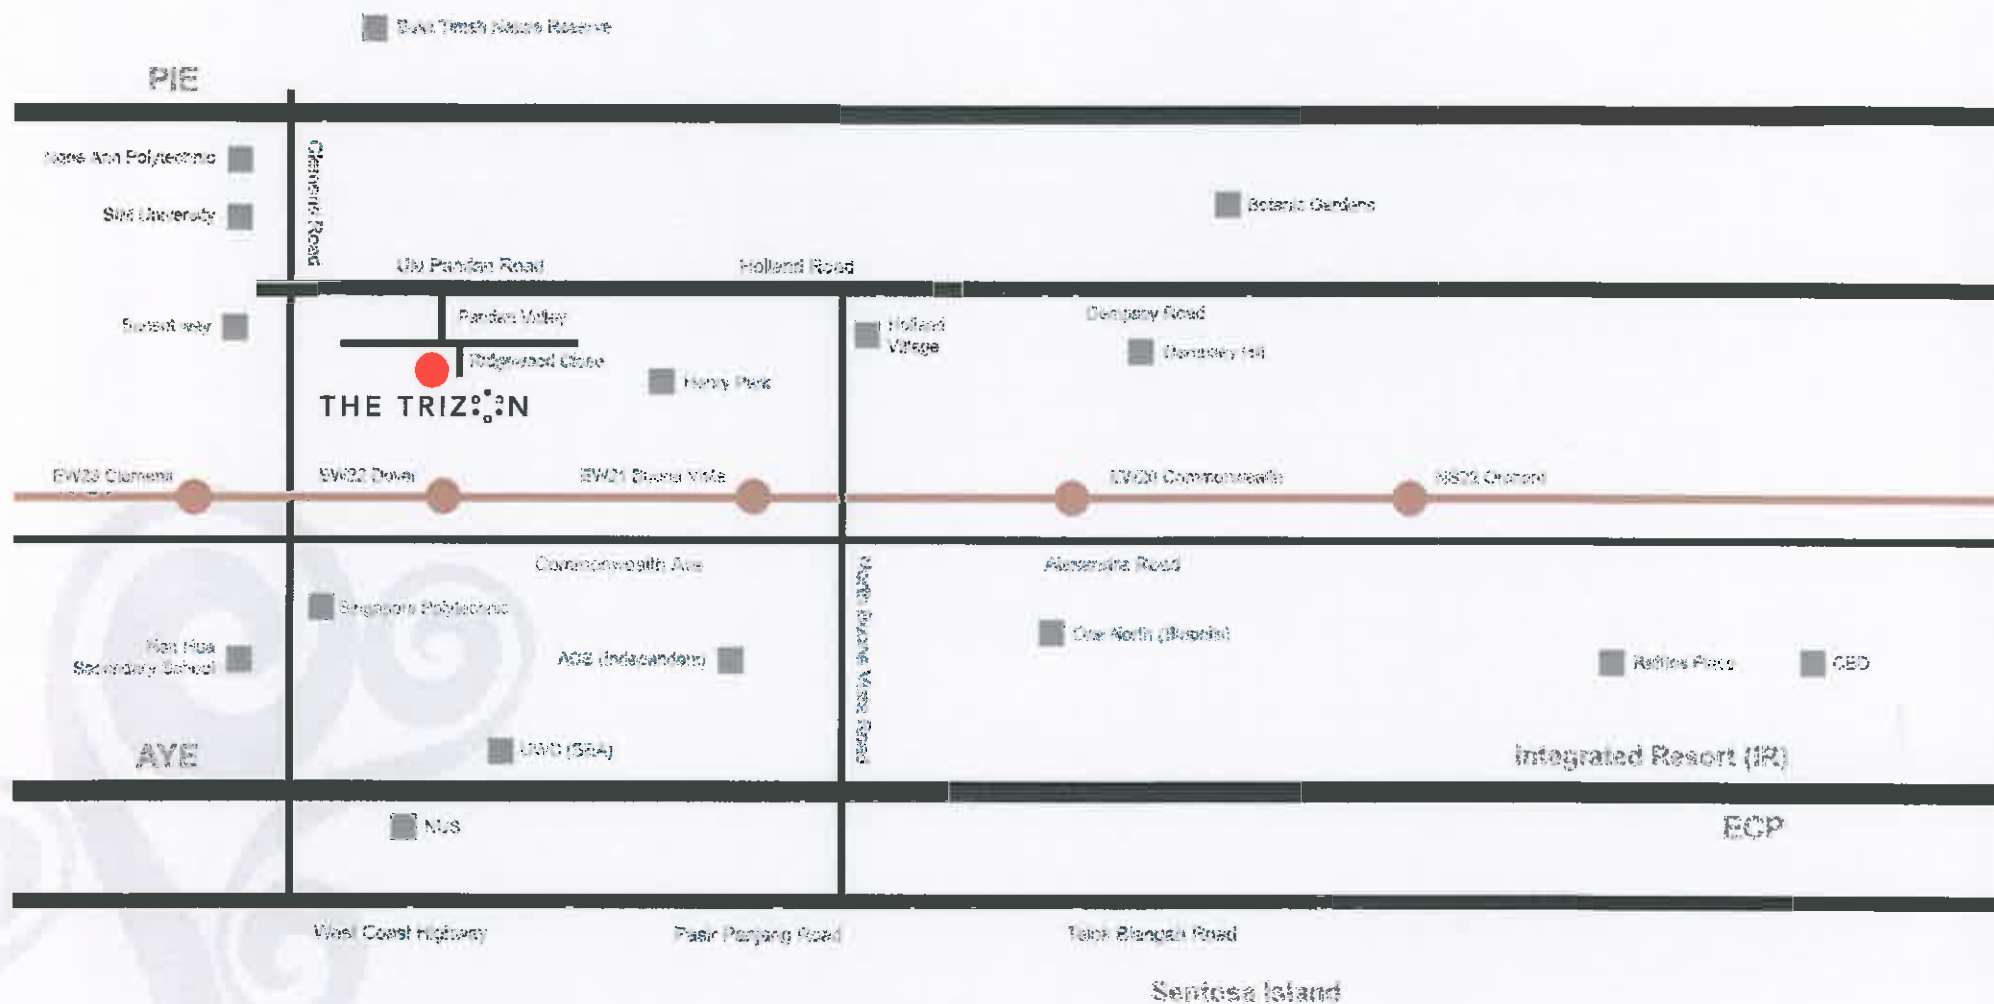 Bukit Timah Nature Reserve
PIE
Ngee Ann Polytechnic
Clementi Road
SIM University
Botanic Gardens
Ulu Pandan Road
Holland Road
Sunset way
Pandan Valley
Holland
Village
Dempsey Road
Dempsey Hill
Ridgewood Close
Henry Park
THE TRIZON
EW23 Clementi
EW22 Dover
EW21 Buona Vista
EW20 Commonwealth
NS22 Orchard
Commonwealth Ave
Alexandra Road
North Buona Vista Road
Singapore Polytechnic
One North (Biopolis)
Nan Hua
Secondary School
ACS (Independent)
Raffles Place
CBD
AYE
UWC (SEA)
Integrated Resort (IR)
NUS
ECP
West Coast Highway
Pasir Panjang Road
Telok Blangah Road
Sentosa Island